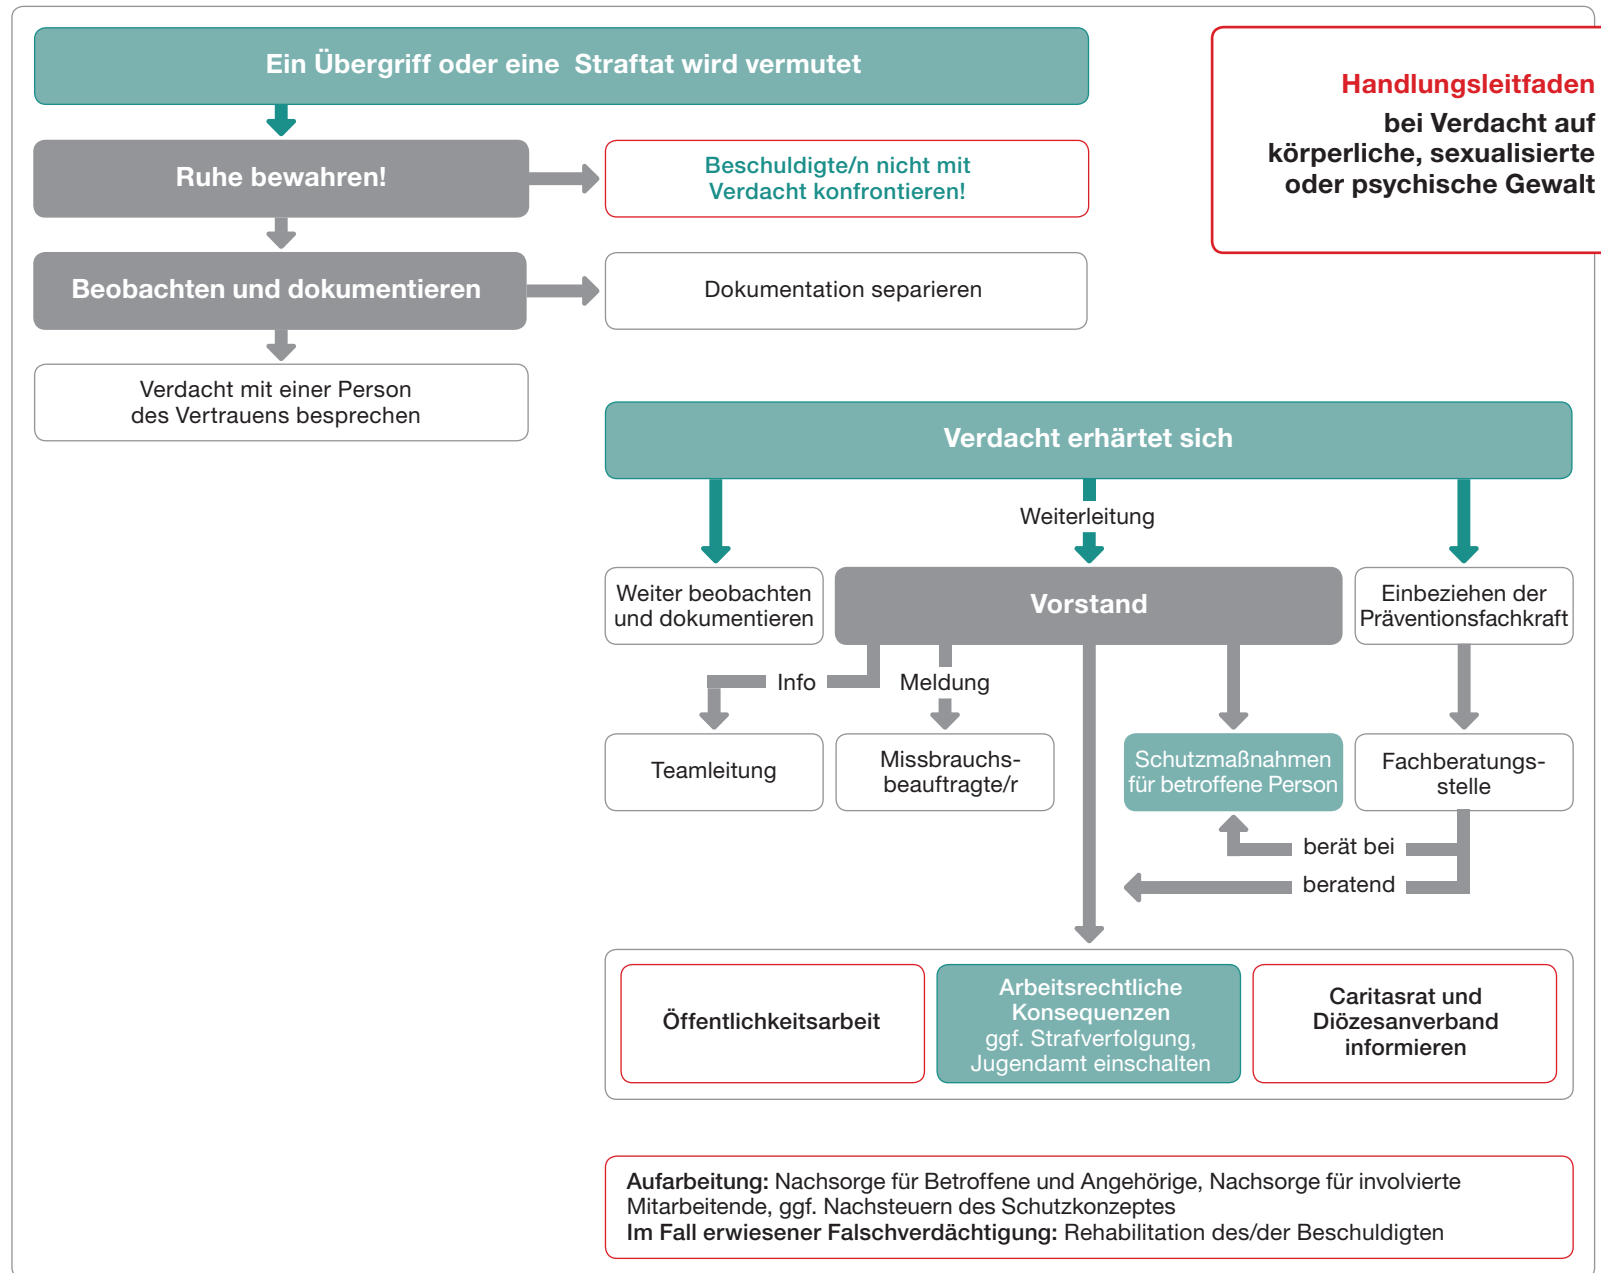 Ein Übergriff oder eine Straftat wird vermutet
Handlungsleitfaden
bei Verdacht auf
körperliche, sexualisierte
oder psychische Gewalt
Ruhe bewahren!
Beschuldigte/n nicht mit
Verdacht konfrontieren!
Beobachten und dokumentieren
Dokumentation separieren
Verdacht mit einer Person
des Vertrauens besprechen
Verdacht erhärtet sich
Weiterleitung
Weiter beobachten
und dokumentieren
Vorstand
Einbeziehen der
Präventionsfachkraft
Info
Meldung
Teamleitung
Missbrauchs-
beauftragte/r
Schutzmaßnahmen
für betroffene Person
Fachberatungs-
stelle
berät bei
beratend
Öffentlichkeitsarbeit
Arbeitsrechtliche
Konsequenzen
ggf. Strafverfolgung,
Jugendamt einschalten
Caritasrat und
Diözesanverband
informieren
Aufarbeitung: Nachsorge für Betroffene und Angehörige, Nachsorge für involvierte
Mitarbeitende, ggf. Nachsteuern des Schutzkonzeptes
Im Fall erwiesener Falschverdächtigung: Rehabilitation des/der Beschuldigten